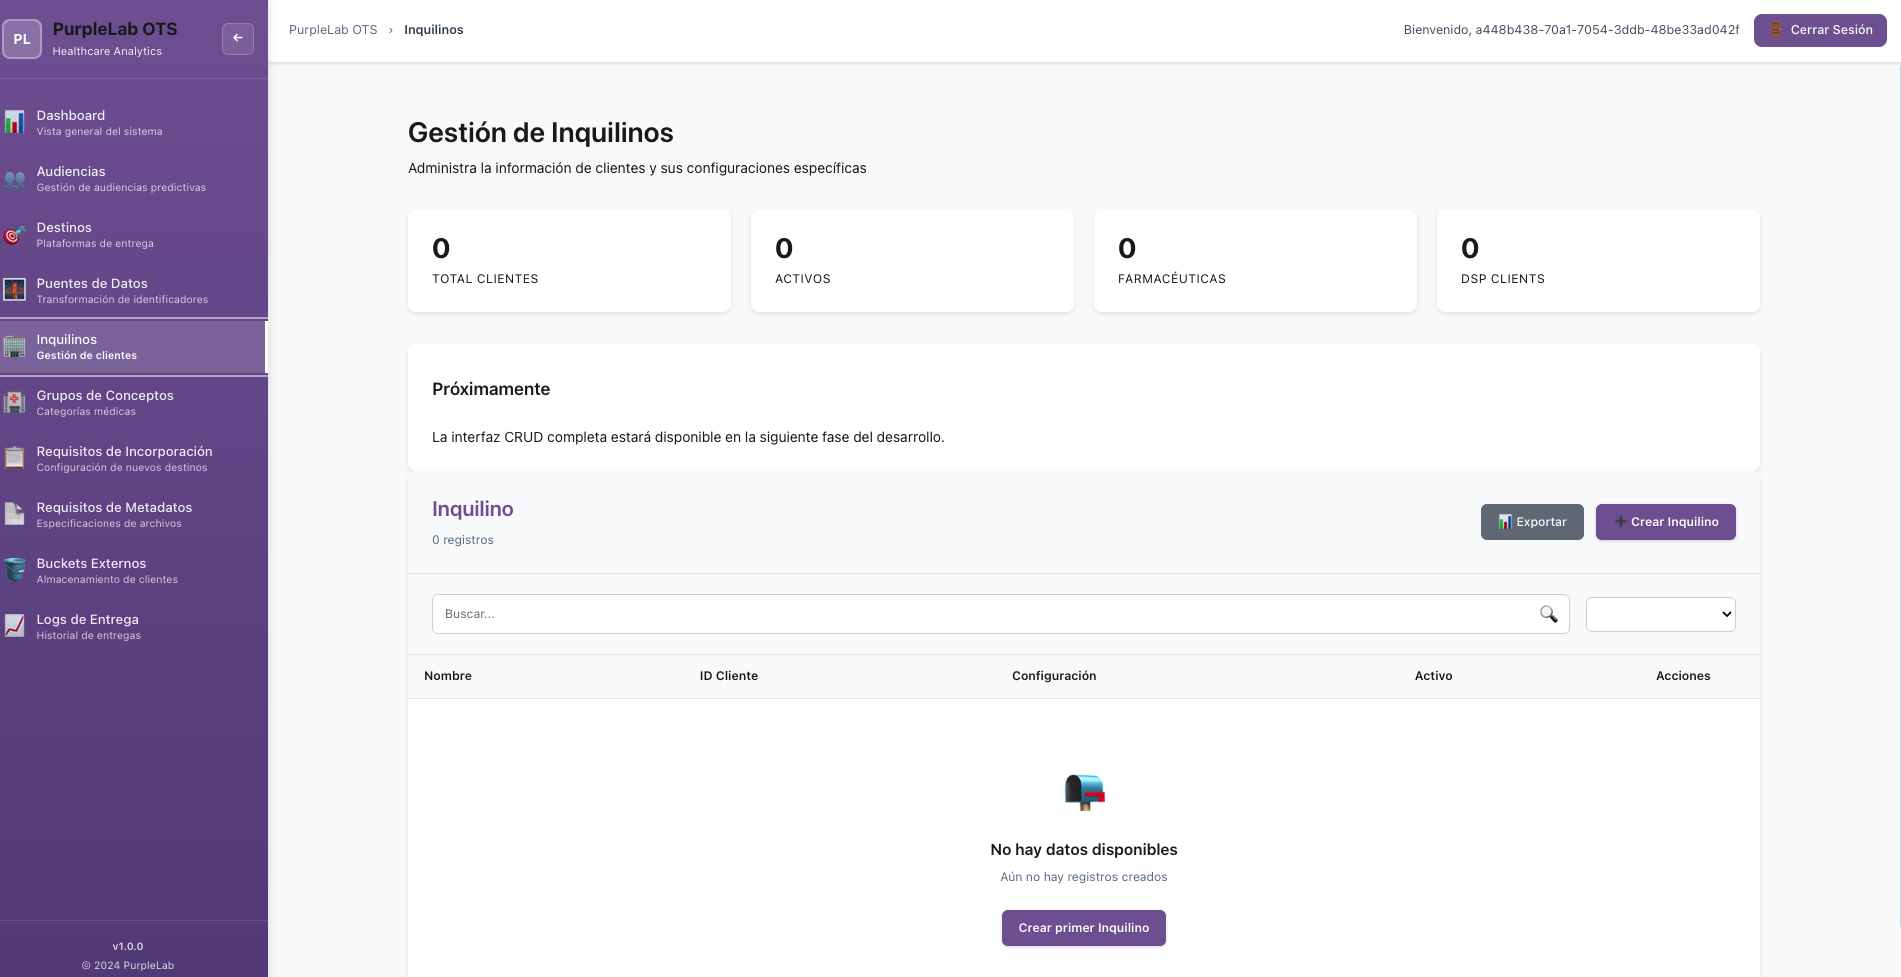 PL
PurpleLab OTS
Healthcare Analytics
←
PurpleLab OTS › Inquilinos
Bienvenido, a448b438-70a1-7054-3ddb-48be33ad042f
Cerrar Sesión
Dashboard
Vista general del sistema
Audiencias
Gestión de audiencias predictivas
Destinos
Plataformas de entrega
Puentes de Datos
Transformación de identificadores
Inquilinos
Gestión de clientes
Grupos de Conceptos
Categorías médicas
Requisitos de Incorporación
Configuración de nuevos destinos
Requisitos de Metadatos
Especificaciones de archivos
Buckets Externos
Almacenamiento de clientes
Logs de Entrega
Historial de entregas
v1.0.0
© 2024 PurpleLab
Gestión de Inquilinos
Administra la información de clientes y sus configuraciones específicas
0
TOTAL CLIENTES
0
ACTIVOS
0
FARMACÉUTICAS
0
DSP CLIENTS
Próximamente
La interfaz CRUD completa estará disponible en la siguiente fase del desarrollo.
Inquilino
0 registros
Exportar
Crear Inquilino
Buscar...
Nombre ID Cliente Configuración Activo Acciones
No hay datos disponibles
Aún no hay registros creados
Crear primer Inquilino